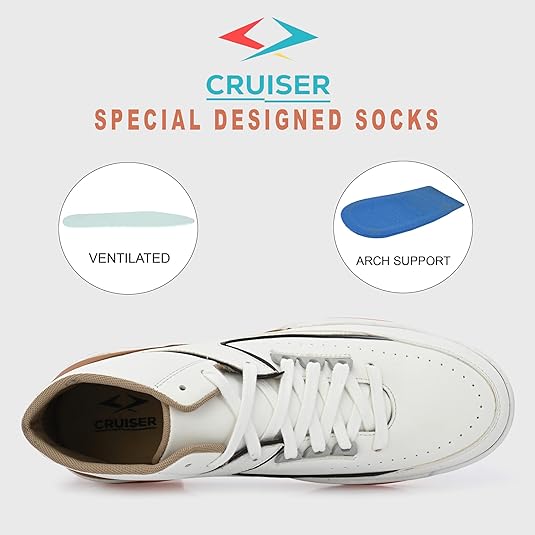 CRUISER
SPECIAL DESIGNED SOCKS
VENTILATED
ARCH SUPPORT
CRUISER